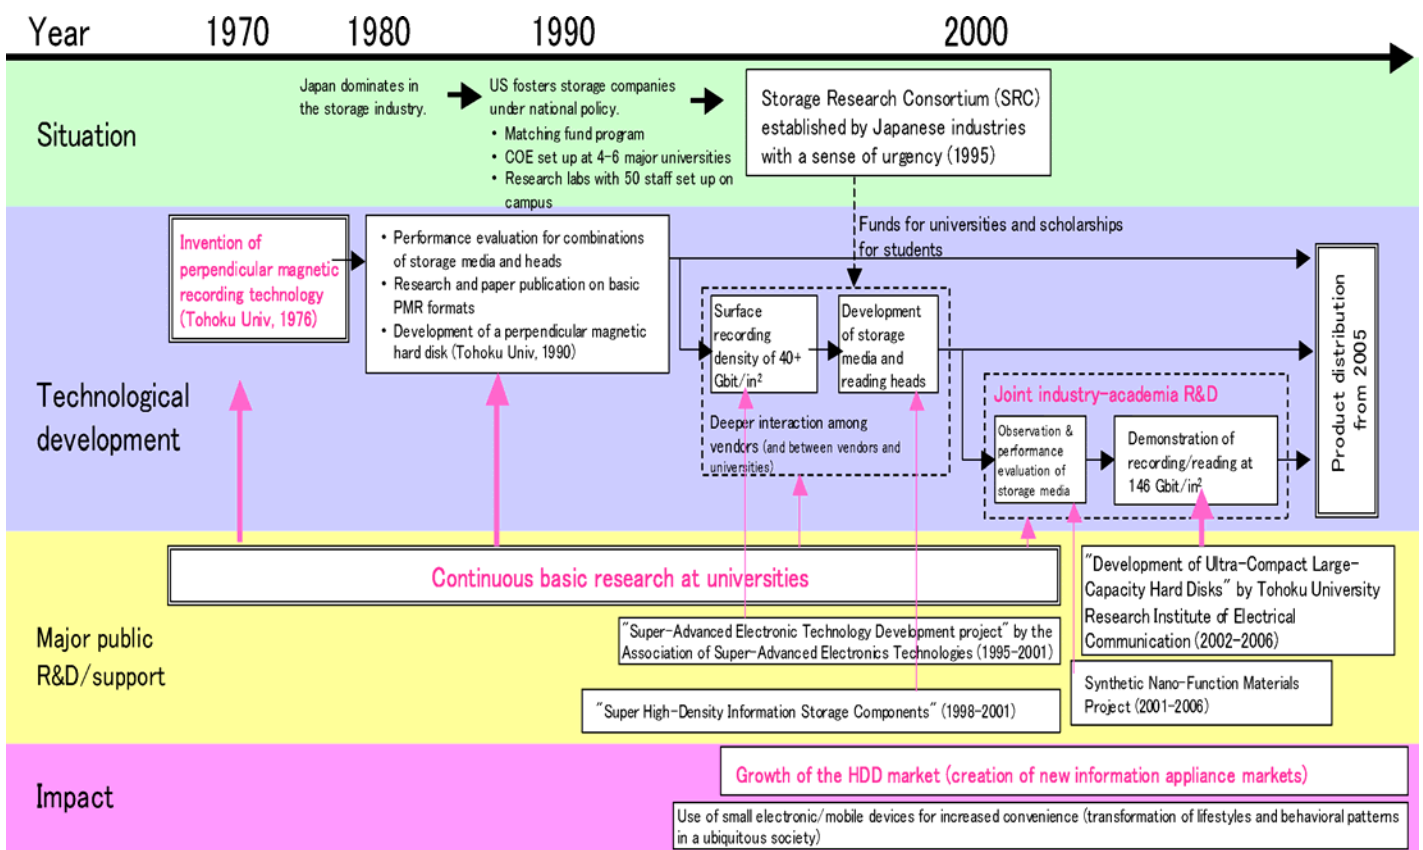 Year 1970 1980 1990 2000
Situation
Japan dominates in
the storage industry.
US fosters storage companies
under national policy.
• Matching fund program
• COE set up at 4-6 major universities
• Research labs with 50 staff set up on
campus
Storage Research Consortium (SRC)
established by Japanese industries
with a sense of urgency (1995)
Funds for universities and scholarships
for students
Technological
development
Invention of
perpendicular magnetic
recording technology
(Tohoku Univ, 1976)
• Performance evaluation for combinations
of storage media and heads
• Research and paper publication on basic
PMR formats
• Development of a perpendicular magnetic
hard disk (Tohoku Univ, 1990)
Surface
recording
density of 40+
Gbit/in²
Development
of storage
media and
reading heads
Deeper interaction among
vendors (and between vendors and
universities)
Joint industry-academia R&D
Observation &
performance
evaluation of
storage media
Demonstration of
recording/reading at
146 Gbit/in²
Product distribution
from 2005
Major public
R&D/support
Continuous basic research at universities
"Super-Advanced Electronic Technology Development project" by the
Association of Super-Advanced Electronics Technologies (1995-2001)
"Super High-Density Information Storage Components" (1998-2001)
"Development of Ultra-Compact Large-
Capacity Hard Disks" by Tohoku University
Research Institute of Electrical
Communication (2002-2006)
Synthetic Nano-Function Materials
Project (2001-2006)
Impact
Growth of the HDD market (creation of new information appliance markets)
Use of small electronic/mobile devices for increased convenience (transformation of lifestyles and behavioral patterns
in a ubiquitous society)